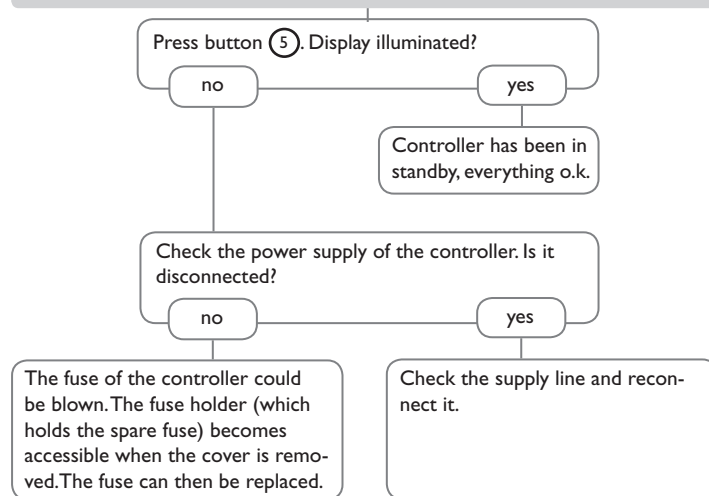 Press button 5. Display illuminated?
no
yes
Controller has been in
standby, everything o.k.
Check the power supply of the controller. Is it
disconnected?
no
yes
The fuse of the controller could
be blown. The fuse holder (which
holds the spare fuse) becomes
accessible when the cover is remo-
ved. The fuse can then be replaced.
Check the supply line and recon-
nect it.